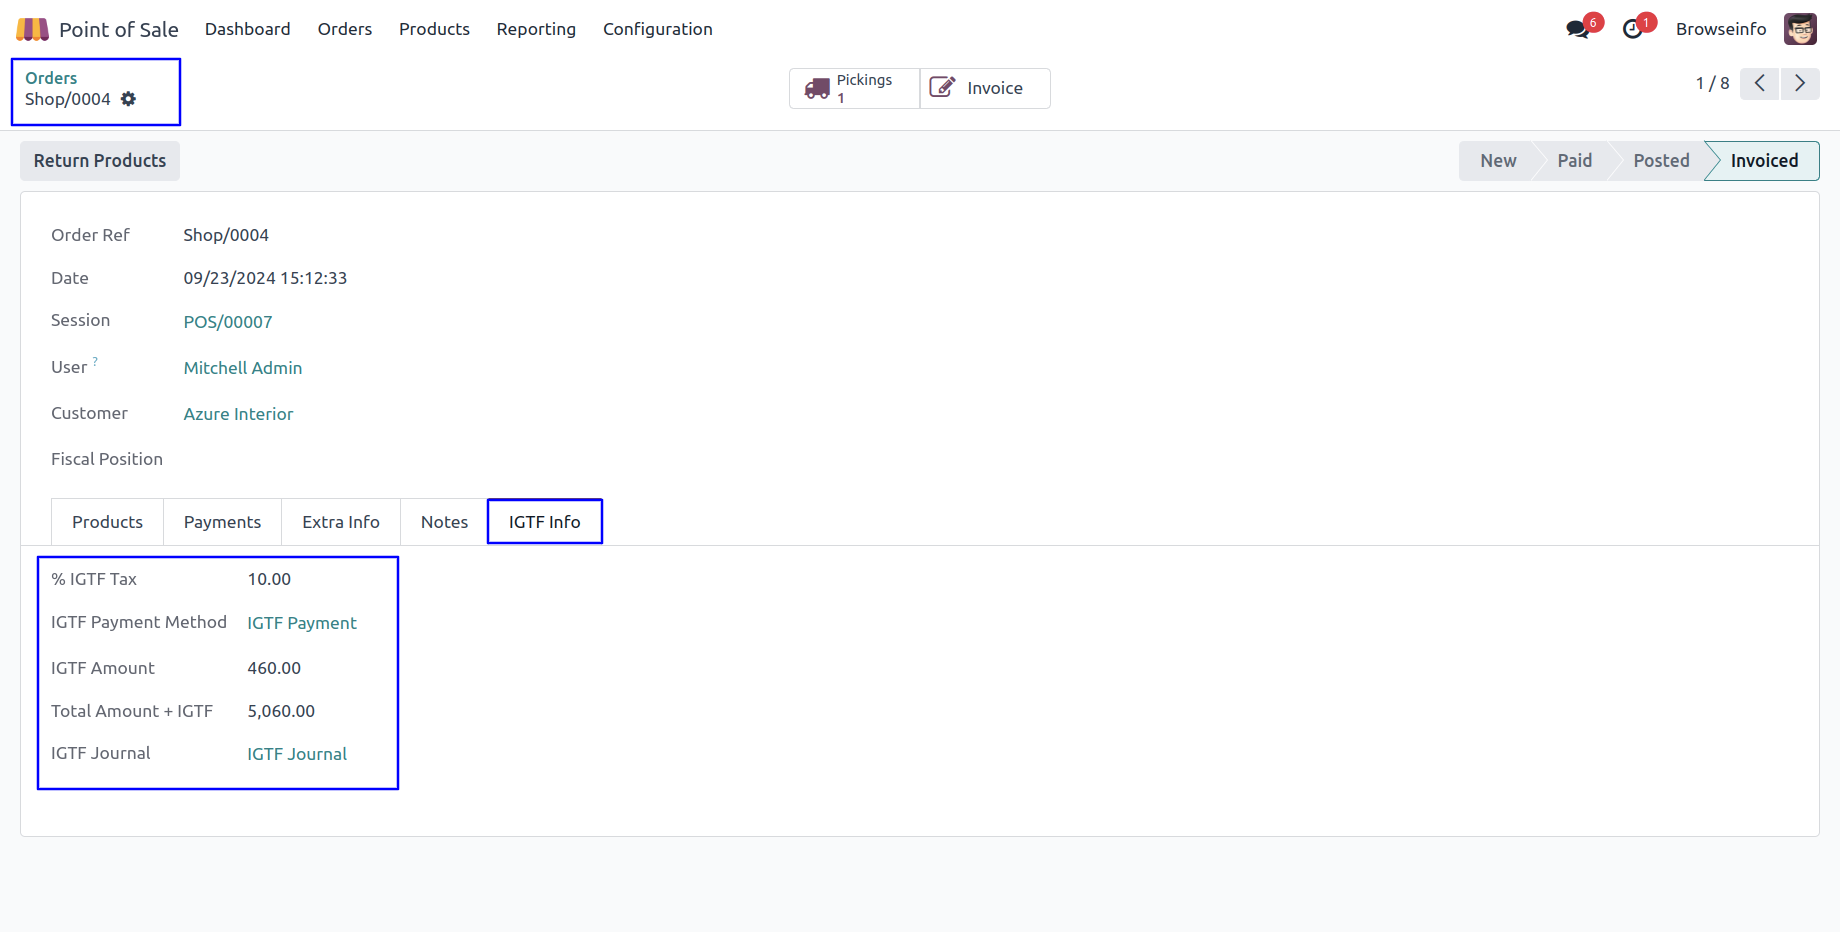 Point of Sale Dashboard Orders Products Reporting Configuration 6 1 Browseinfo
Orders
Shop/0004
Pickings
1
Invoice
1 / 8
Return Products
New Paid Posted Invoiced
Order Ref Shop/0004
Date 09/23/2024 15:12:33
Session POS/00007
User ? Mitchell Admin
Customer Azure Interior
Fiscal Position
Products Payments Extra Info Notes IGTF Info
% IGTF Tax 10.00
IGTF Payment Method IGTF Payment
IGTF Amount 460.00
Total Amount + IGTF 5,060.00
IGTF Journal IGTF Journal